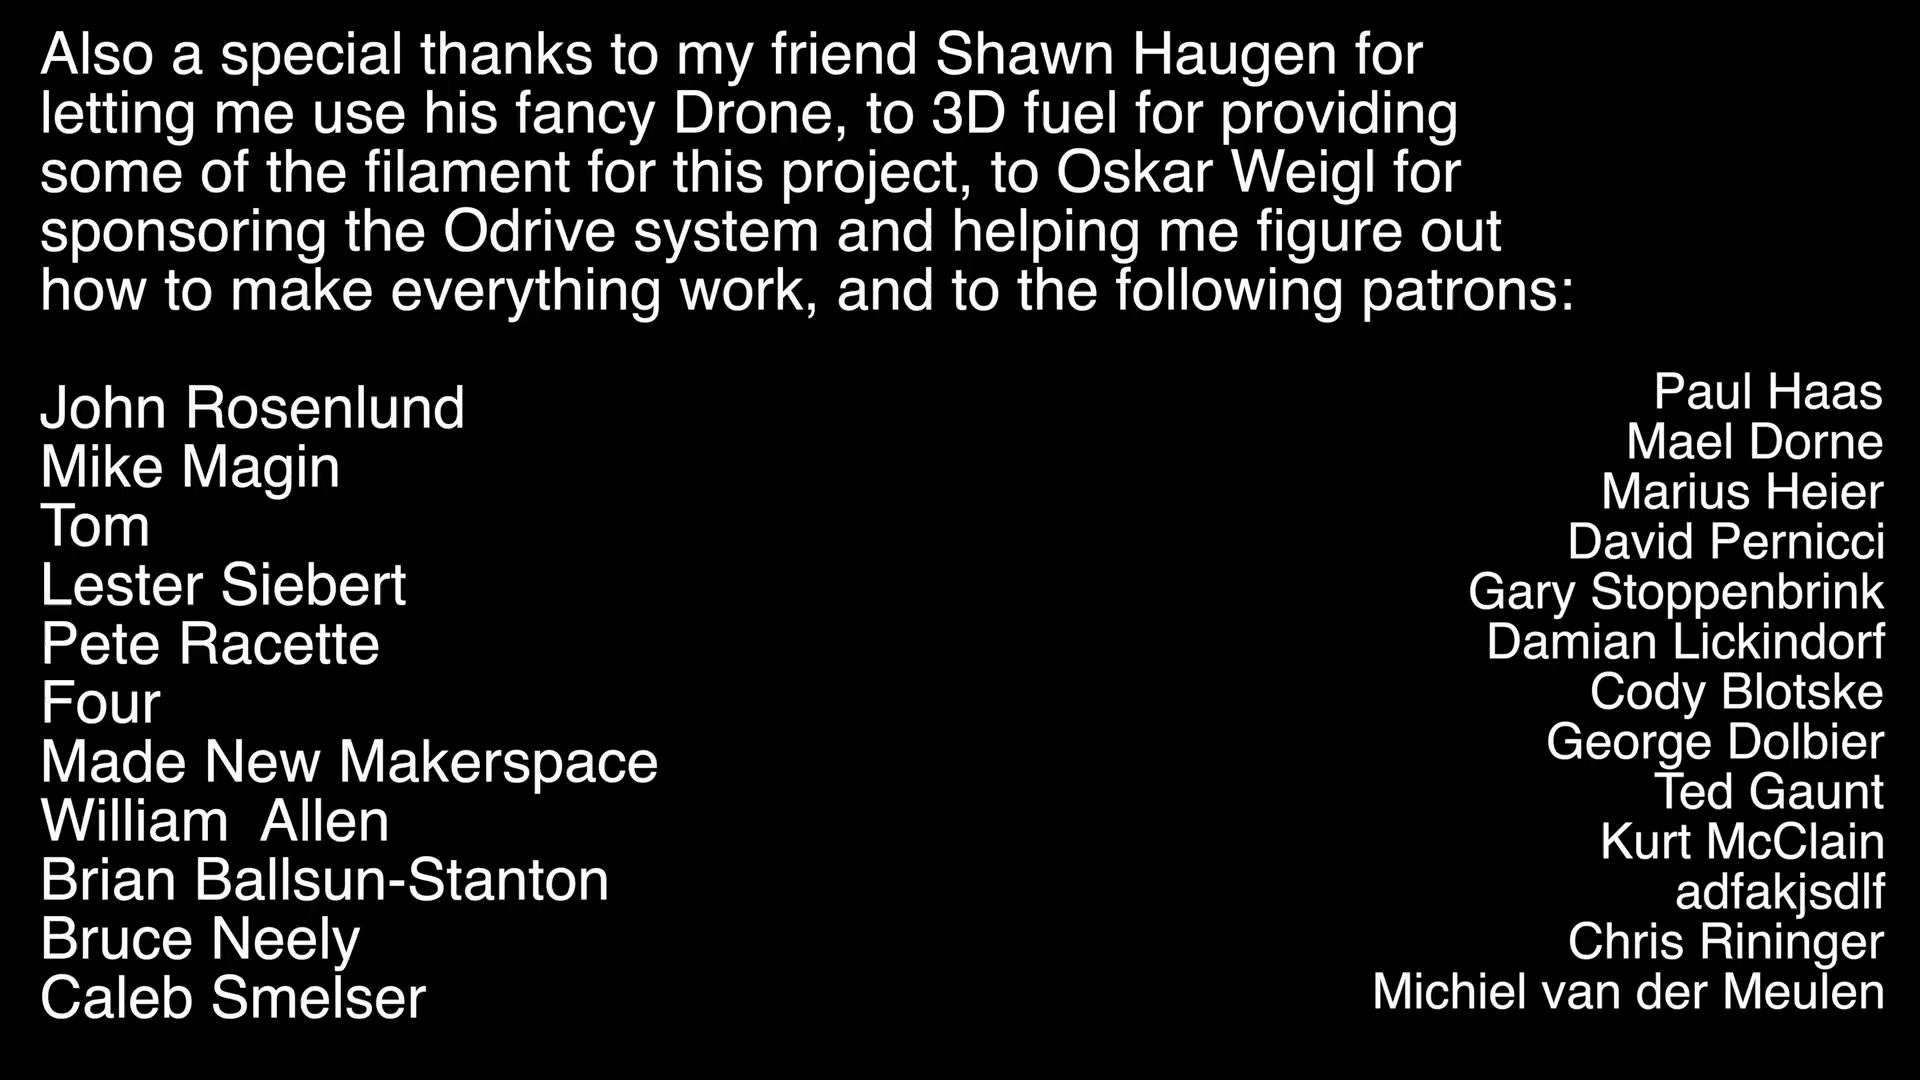 Also a special thanks to my friend Shawn Haugen for
letting me use his fancy Drone, to 3D fuel for providing
some of the filament for this project, to Oskar Weigl for
sponsoring the Odrive system and helping me figure out
how to make everything work, and to the following patrons:
John Rosenlund
Mike Magin
Tom
Lester Siebert
Pete Racette
Four
Made New Makerspace
William  Allen
Brian Ballsun-Stanton
Bruce Neely
Caleb Smelser
Paul Haas
Mael Dorne
Marius Heier
David Pernicci
Gary Stoppenbrink
Damian Lickindorf
Cody Blotske
George Dolbier
Ted Gaunt
Kurt McClain
adfakjsdlf
Chris Rininger
Michiel van der Meulen